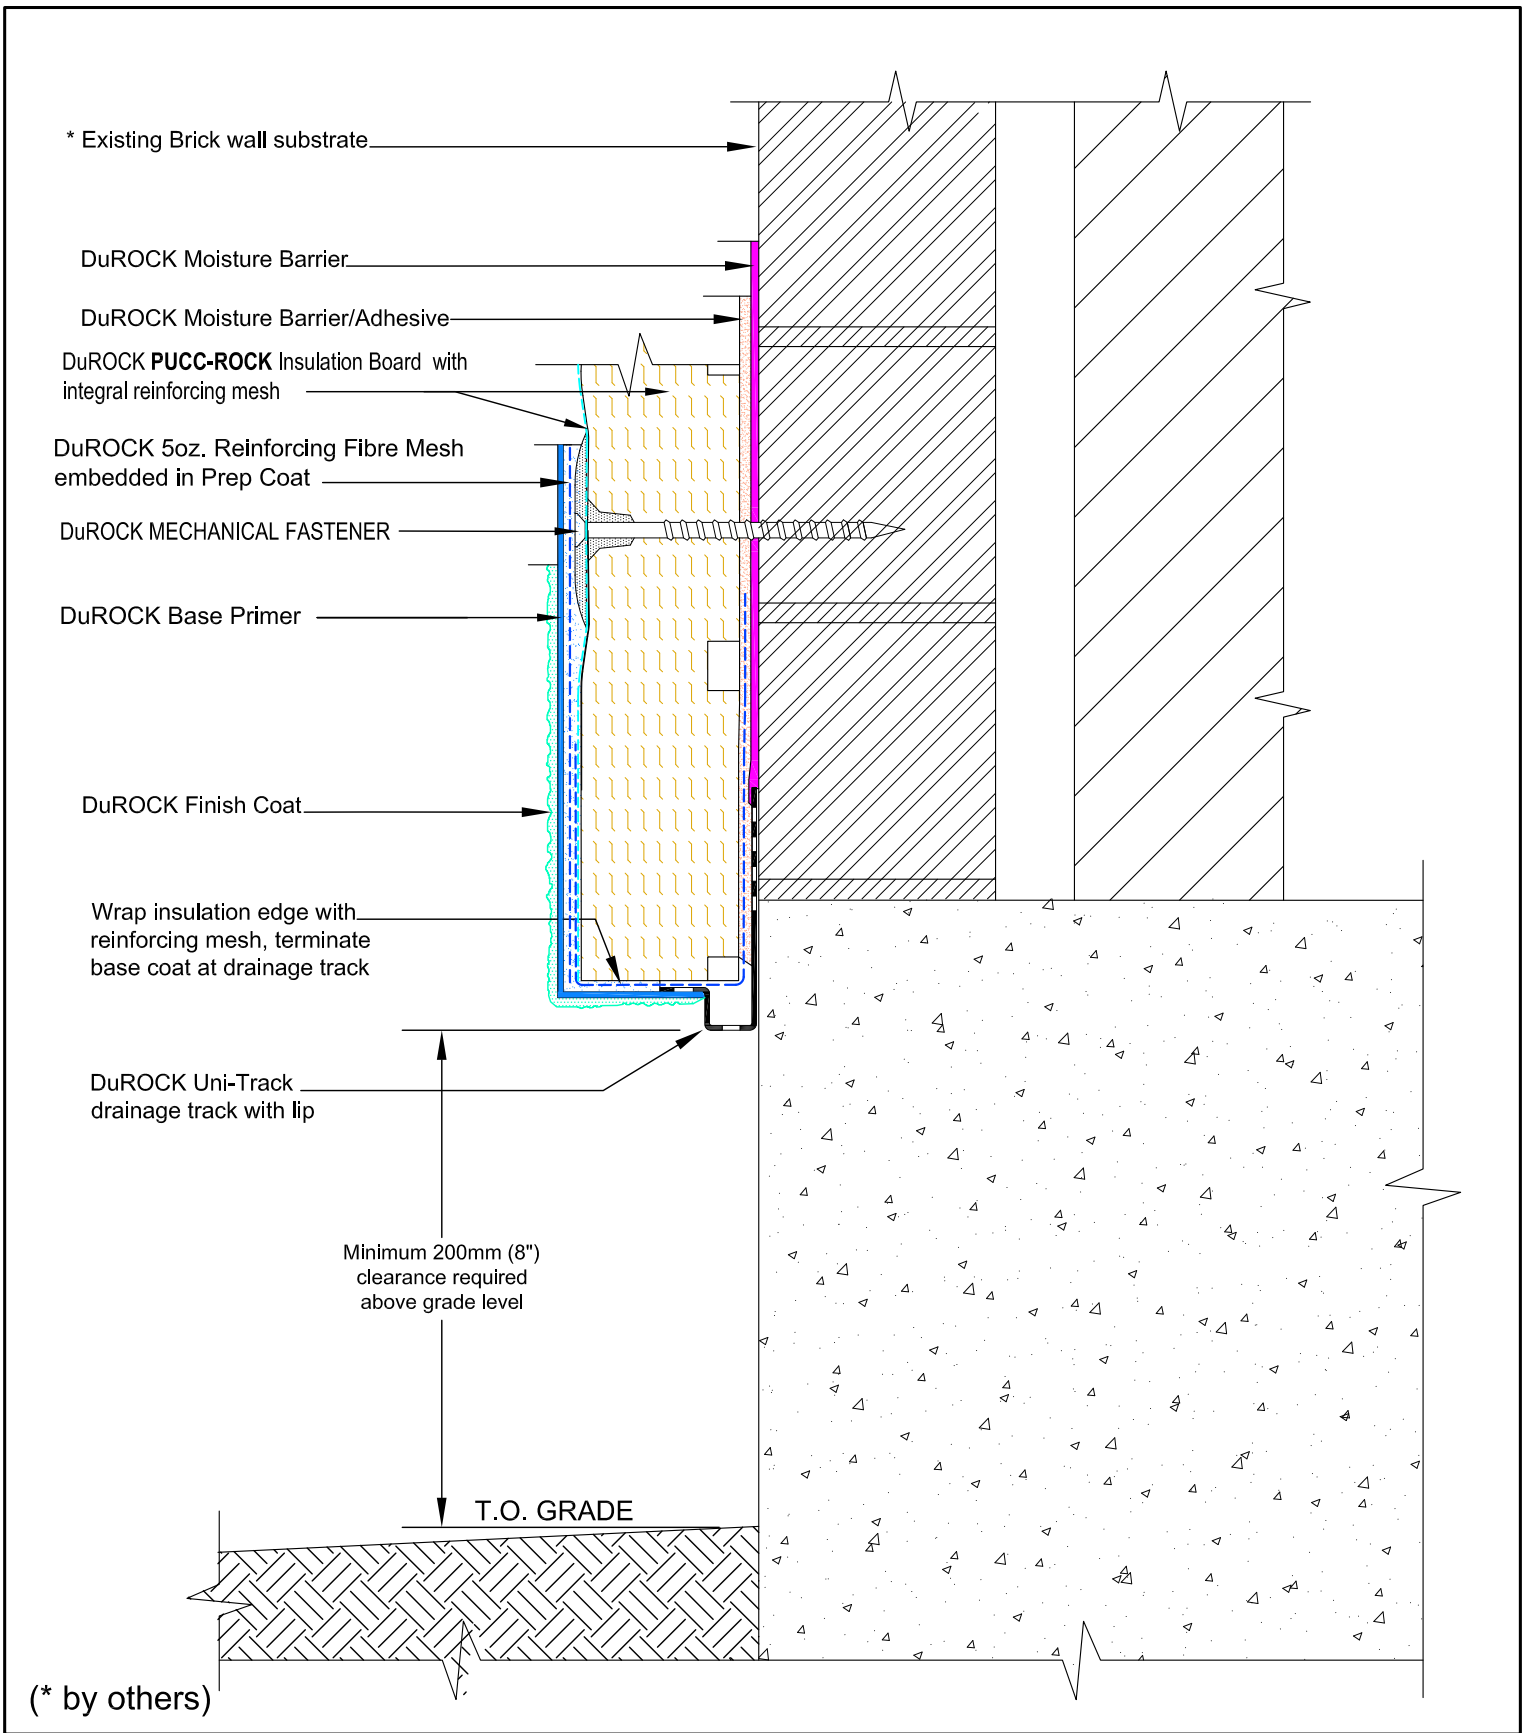 * Existing Brick wall substrate
DuROCK Moisture Barrier
DuROCK Moisture Barrier/Adhesive
DuROCK PUCC-ROCK Insulation Board with
integral reinforcing mesh
DuROCK 5oz. Reinforcing Fibre Mesh
embedded in Prep Coat
DuROCK MECHANICAL FASTENER
DuROCK Base Primer
DuROCK Finish Coat
Wrap insulation edge with
reinforcing mesh, terminate
base coat at drainage track
DuROCK Uni-Track
drainage track with lip
Minimum 200mm (8")
clearance required
above grade level
T.O. GRADE
(* by others)